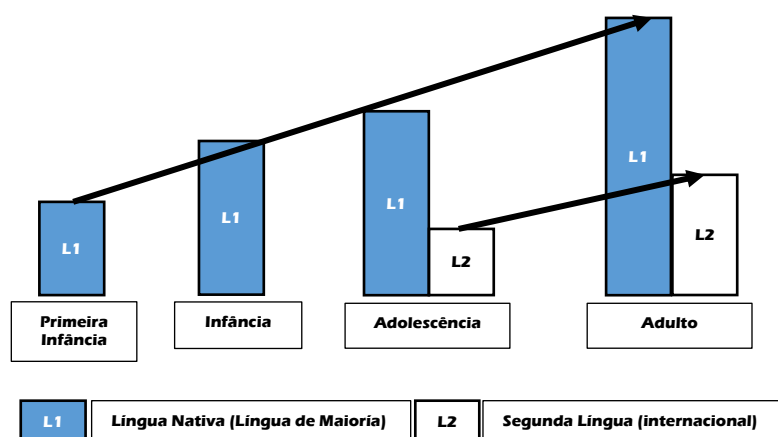 L1
L1
L1
L2
L1
L2
Primeira
Infância
Infância
Adolescência
Adulto
L1 Língua Nativa (Língua de Maioría) L2 Segunda Língua (internacional)